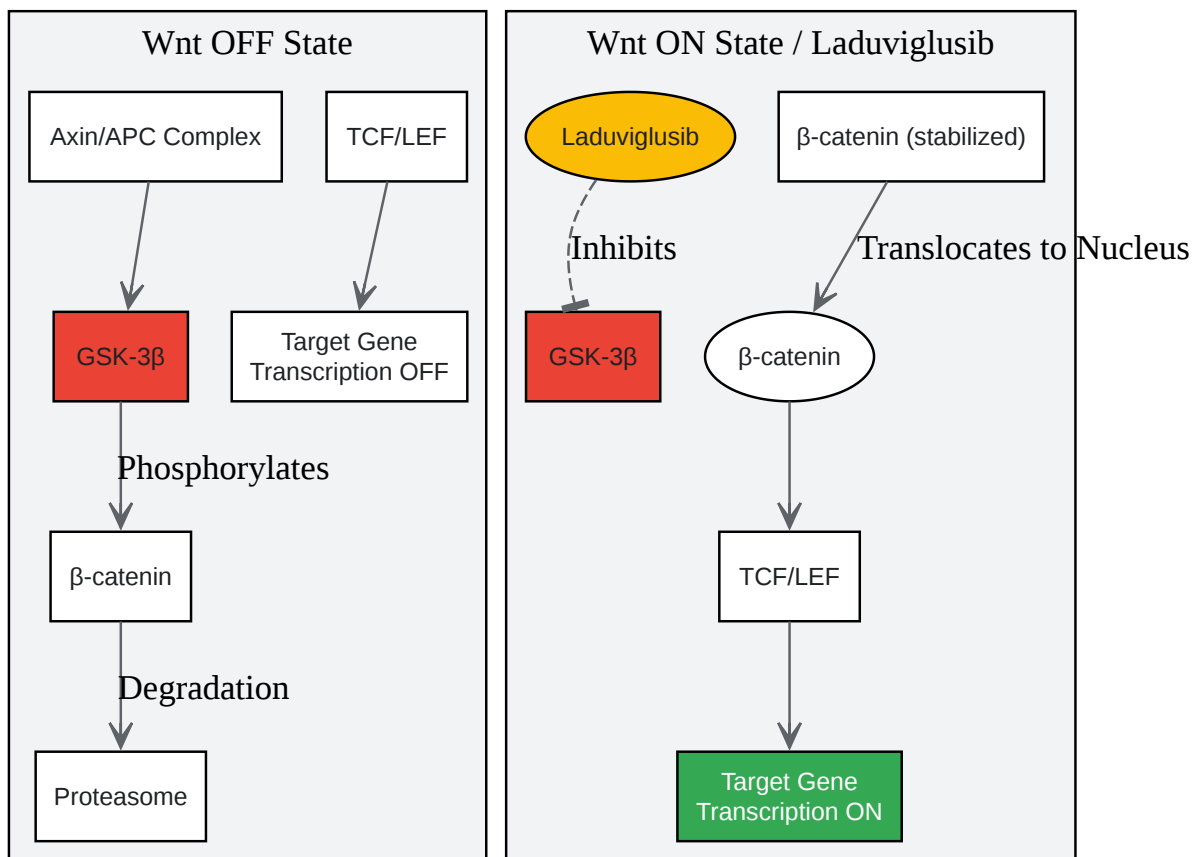 Wnt OFF State
Axin/APC Complex
TCF/LEF
GSK-3β
Target Gene
Transcription OFF
Phosphorylates
β-catenin
Degradation
Proteasome
Wnt ON State / Laduviglusib
Laduviglusib
β-catenin (stabilized)
Inhibits
Translocates to Nucleus
GSK-3β
β-catenin
TCF/LEF
Target Gene
Transcription ON